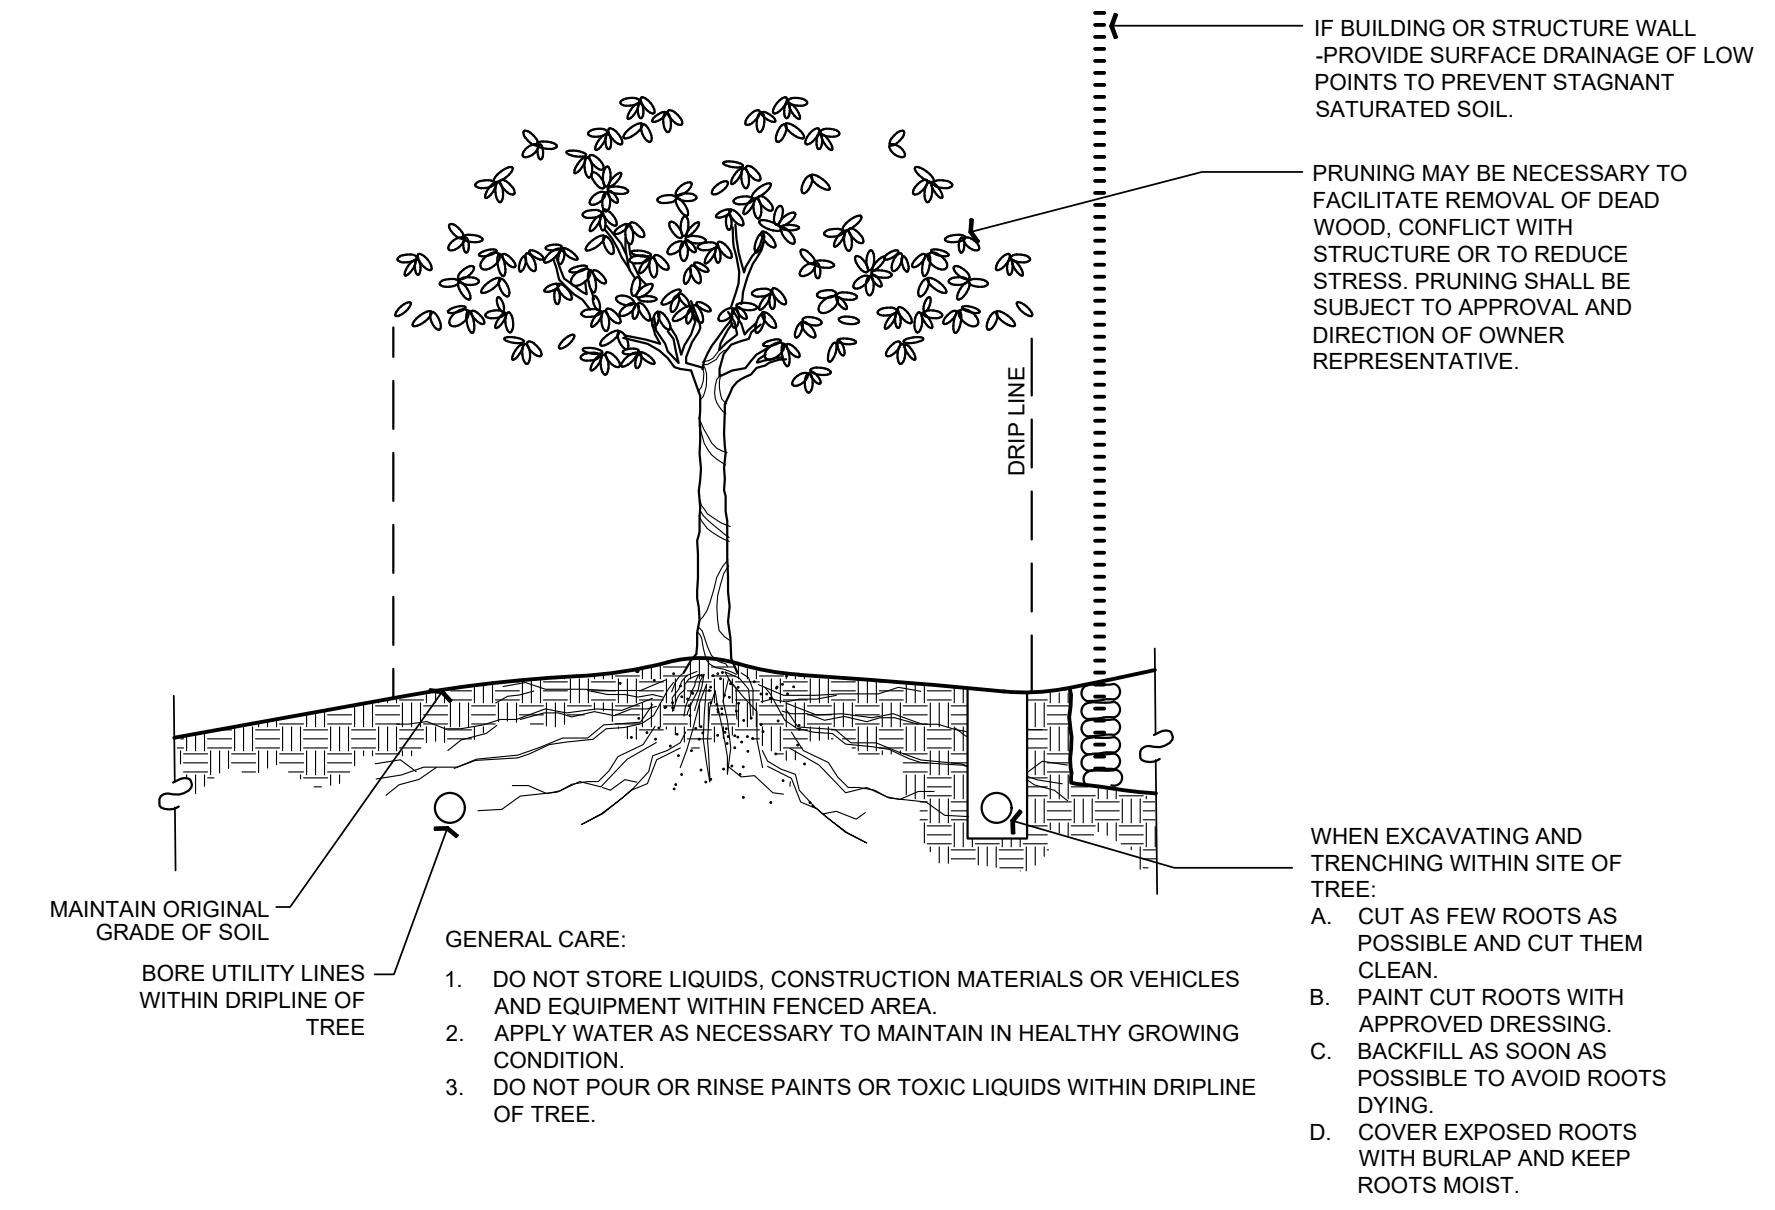 IF BUILDING OR STRUCTURE WALL
-PROVIDE SURFACE DRAINAGE OF LOW
POINTS TO PREVENT STAGNANT
SATURATED SOIL.
PRUNING MAY BE NECESSARY TO
FACILITATE REMOVAL OF DEAD
WOOD, CONFLICT WITH
STRUCTURE OR TO REDUCE
STRESS. PRUNING SHALL BE
SUBJECT TO APPROVAL AND
DIRECTION OF OWNER
REPRESENTATIVE.
DRIP LINE
MAINTAIN ORIGINAL
GRADE OF SOIL
BORE UTILITY LINES
WITHIN DRIPLINE OF
TREE
GENERAL CARE:
1. DO NOT STORE LIQUIDS, CONSTRUCTION MATERIALS OR VEHICLES
AND EQUIPMENT WITHIN FENCED AREA.
2. APPLY WATER AS NECESSARY TO MAINTAIN IN HEALTHY GROWING
CONDITION.
3. DO NOT POUR OR RINSE PAINTS OR TOXIC LIQUIDS WITHIN DRIPLINE
OF TREE.
WHEN EXCAVATING AND
TRENCHING WITHIN SITE OF
TREE:
A. CUT AS FEW ROOTS AS
POSSIBLE AND CUT THEM
CLEAN.
B. PAINT CUT ROOTS WITH
APPROVED DRESSING.
C. BACKFILL AS SOON AS
POSSIBLE TO AVOID ROOTS
DYING.
D. COVER EXPOSED ROOTS
WITH BURLAP AND KEEP
ROOTS MOIST.